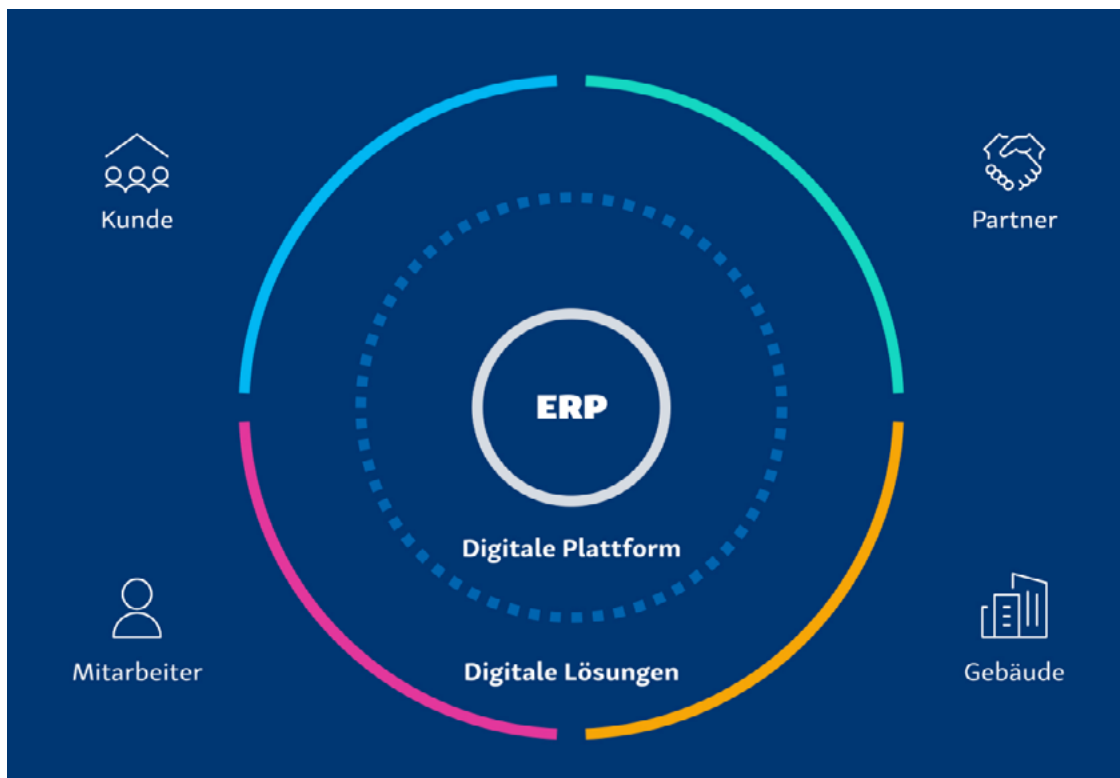 Kunde
Partner
ERP
Digitale Plattform
Mitarbeiter
Digitale Lösungen
Gebäude